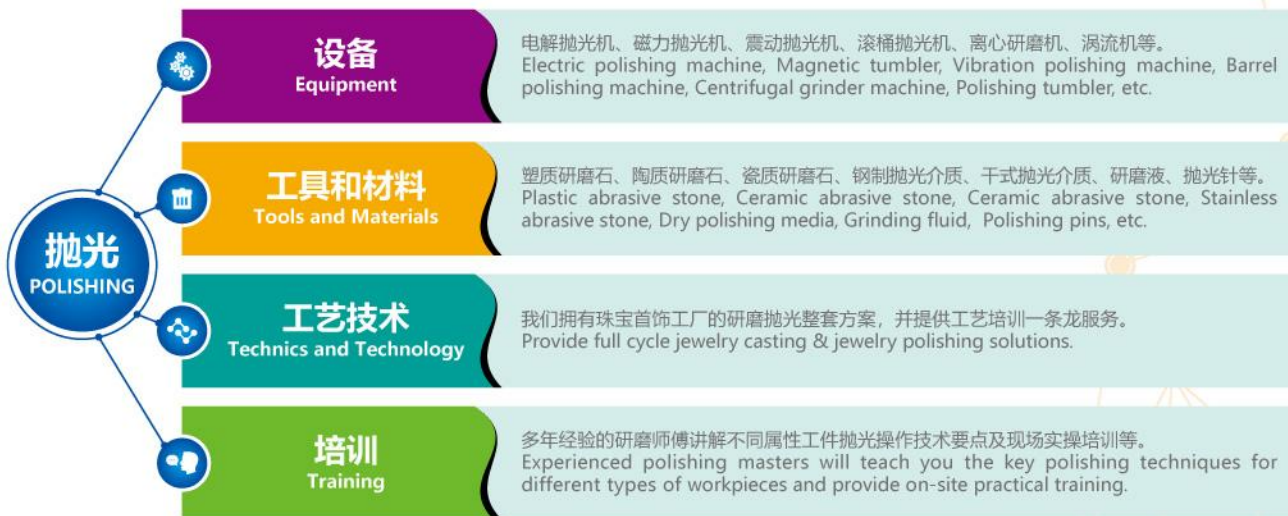 抛光
POLISHING
设备
Equipment
电解抛光机、磁力抛光机、震动抛光机、滚桶抛光机、离心研磨机、涡流机等。
Electric polishing machine, Magnetic tumbler, Vibration polishing machine, Barrel
polishing machine, Centrifugal grinder machine, Polishing tumbler, etc.
工具和材料
Tools and Materials
塑质研磨石、陶质研磨石、瓷质研磨石、钢制抛光介质、干式抛光介质、研磨液、抛光针等。
Plastic abrasive stone, Ceramic abrasive stone, Ceramic abrasive stone, Stainless
abrasive stone, Dry polishing media, Grinding fluid, Polishing pins, etc.
工艺技术
Technics and Technology
我们拥有珠宝首饰工厂的研磨抛光整套方案，并提供工艺培训一条龙服务。
Provide full cycle jewelry casting & jewelry polishing solutions.
培训
Training
多年经验的研磨师傅讲解不同属性工件抛光操作技术要点及现场实操培训等。
Experienced polishing masters will teach you the key polishing techniques for
different types of workpieces and provide on-site practical training.